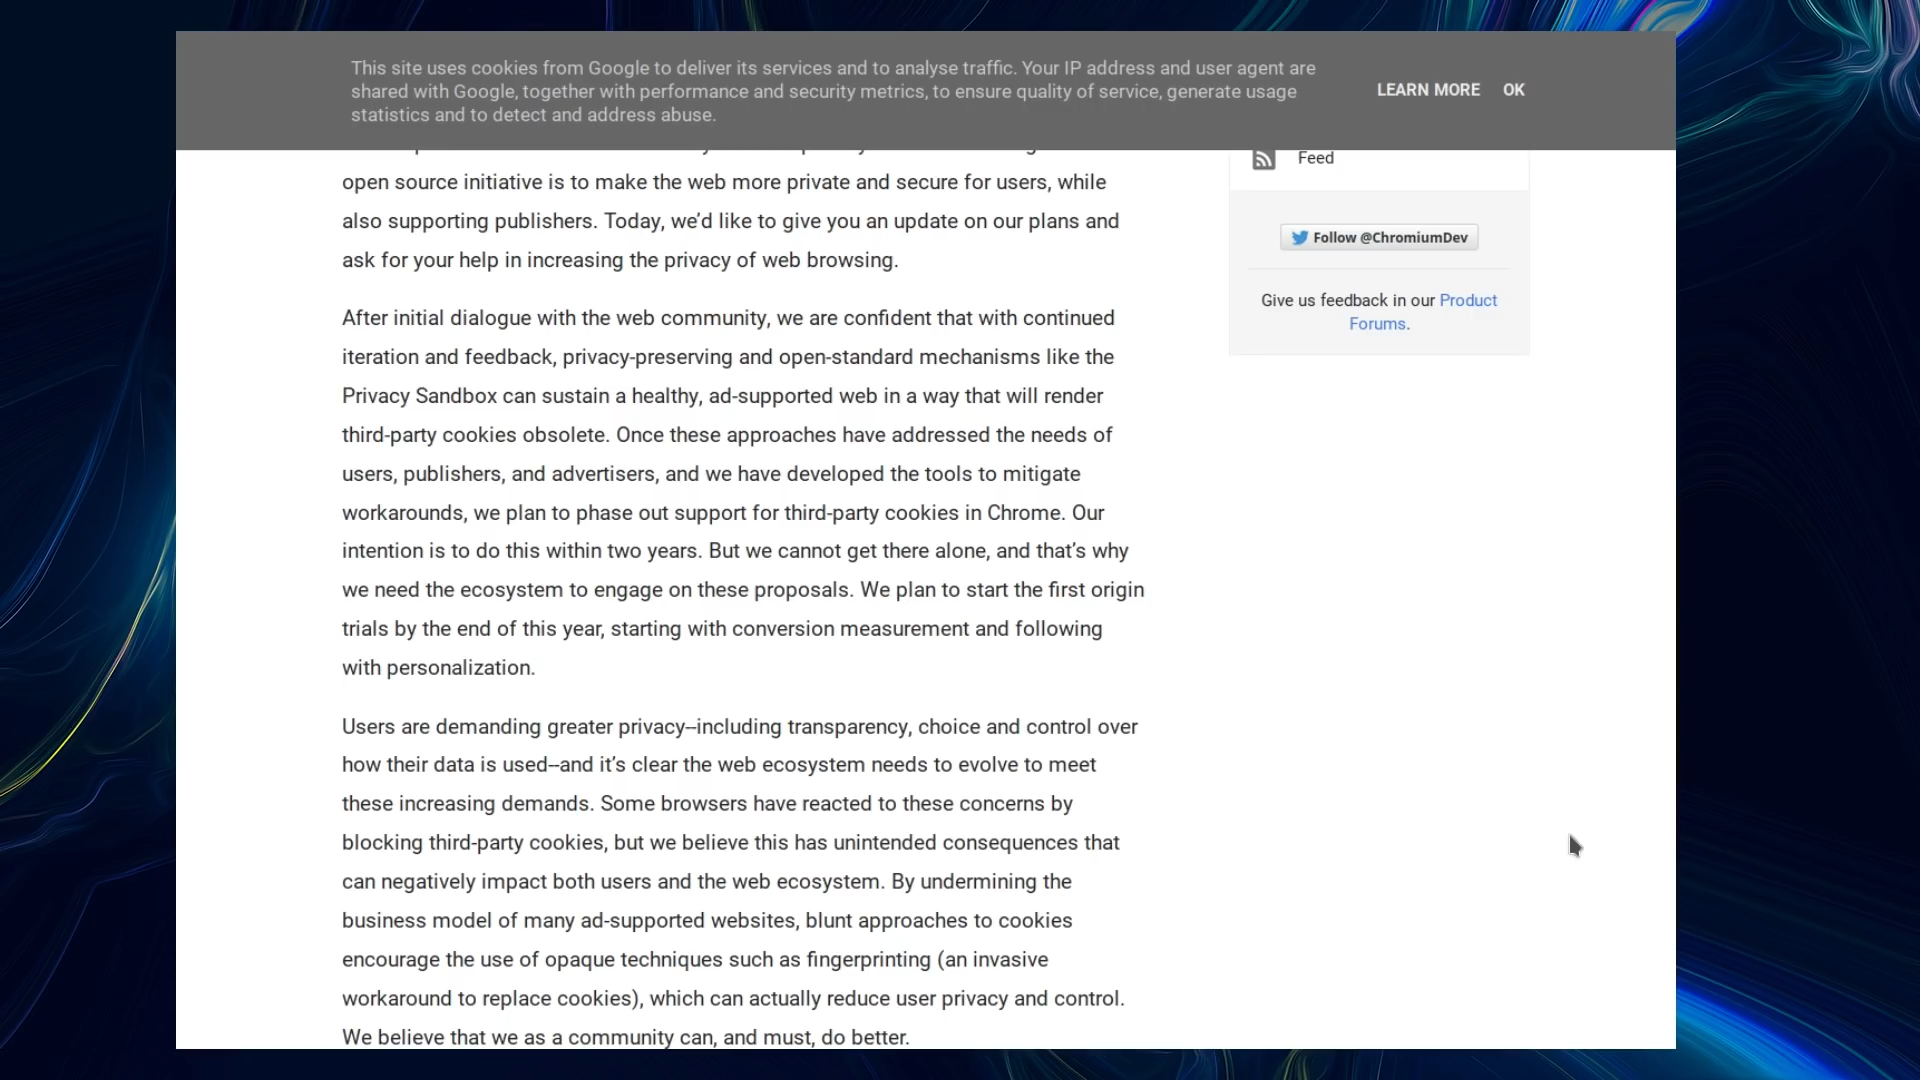 This site uses cookies from Google to deliver its services and to analyse traffic. Your IP address and user agent are
shared with Google, together with performance and security metrics, to ensure quality of service, generate usage
statistics and to detect and address abuse.
LEARN MORE OK
open source initiative is to make the web more private and secure for users, while
also supporting publishers. Today, we’d like to give you an update on our plans and
ask for your help in increasing the privacy of web browsing.
After initial dialogue with the web community, we are confident that with continued
iteration and feedback, privacy-preserving and open-standard mechanisms like the
Privacy Sandbox can sustain a healthy, ad-supported web in a way that will render
third-party cookies obsolete. Once these approaches have addressed the needs of
users, publishers, and advertisers, and we have developed the tools to mitigate
workarounds, we plan to phase out support for third-party cookies in Chrome. Our
intention is to do this within two years. But we cannot get there alone, and that’s why
we need the ecosystem to engage on these proposals. We plan to start the first origin
trials by the end of this year, starting with conversion measurement and following
with personalization.
Users are demanding greater privacy--including transparency, choice and control over
how their data is used--and it’s clear the web ecosystem needs to evolve to meet
these increasing demands. Some browsers have reacted to these concerns by
blocking third-party cookies, but we believe this has unintended consequences that
can negatively impact both users and the web ecosystem. By undermining the
business model of many ad-supported websites, blunt approaches to cookies
encourage the use of opaque techniques such as fingerprinting (an invasive
workaround to replace cookies), which can actually reduce user privacy and control.
We believe that we as a community can, and must, do better.
Feed
Follow @ChromiumDev
Give us feedback in our Product
Forums.